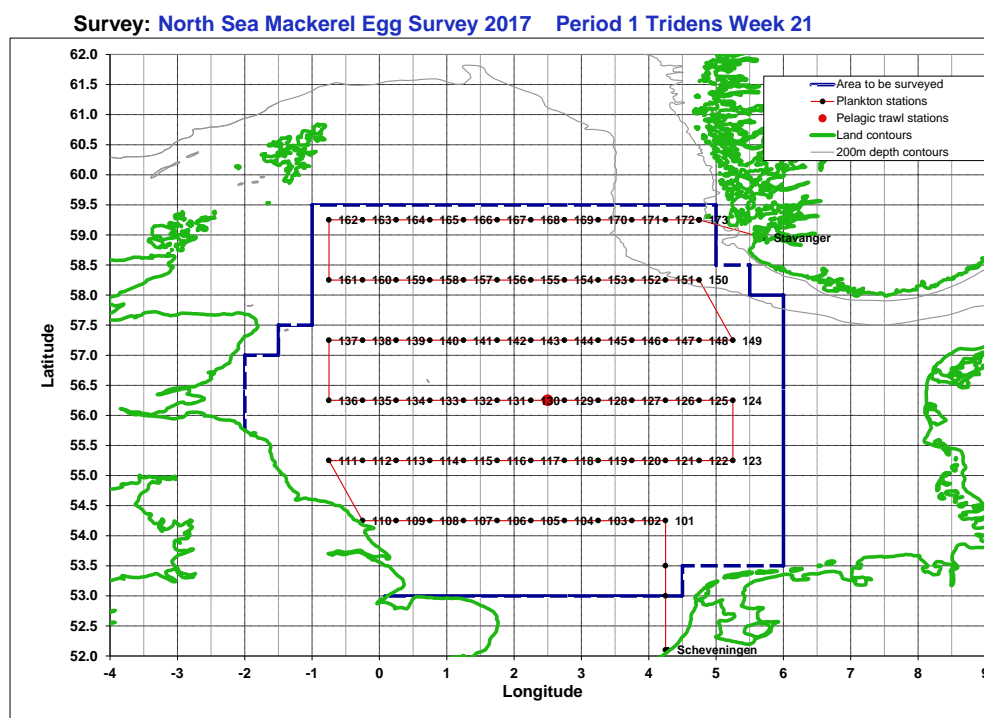 Survey: North Sea Mackerel Egg Survey 2017 Period 1 Tridens Week 21
62.0
61.5
61.0
60.5
60.0
59.5
59.0
58.5
58.0
57.5
57.0
56.5
56.0
55.5
55.0
54.5
54.0
53.5
53.0
52.5
52.0
Latitude
Area to be surveyed
Plankton stations
Pelagic trawl stations
Land contours
200m depth contours
162 163 164 165 166 167 168 169 170 171 172 173
Stavanger
161 160 159 158 157 156 155 154 153 152 151 150
137 138 139 140 141 142 143 144 145 146 147 148 149
136 135 134 133 132 131 130 129 128 127 126 125 124
111 112 113 114 115 116 117 118 119 120 121 122 123
110 109 108 107 106 105 104 103 102 101
Scheveningen
-4 -3 -2 -1 0 1 2 3 4 5 6 7 8 9
Longitude